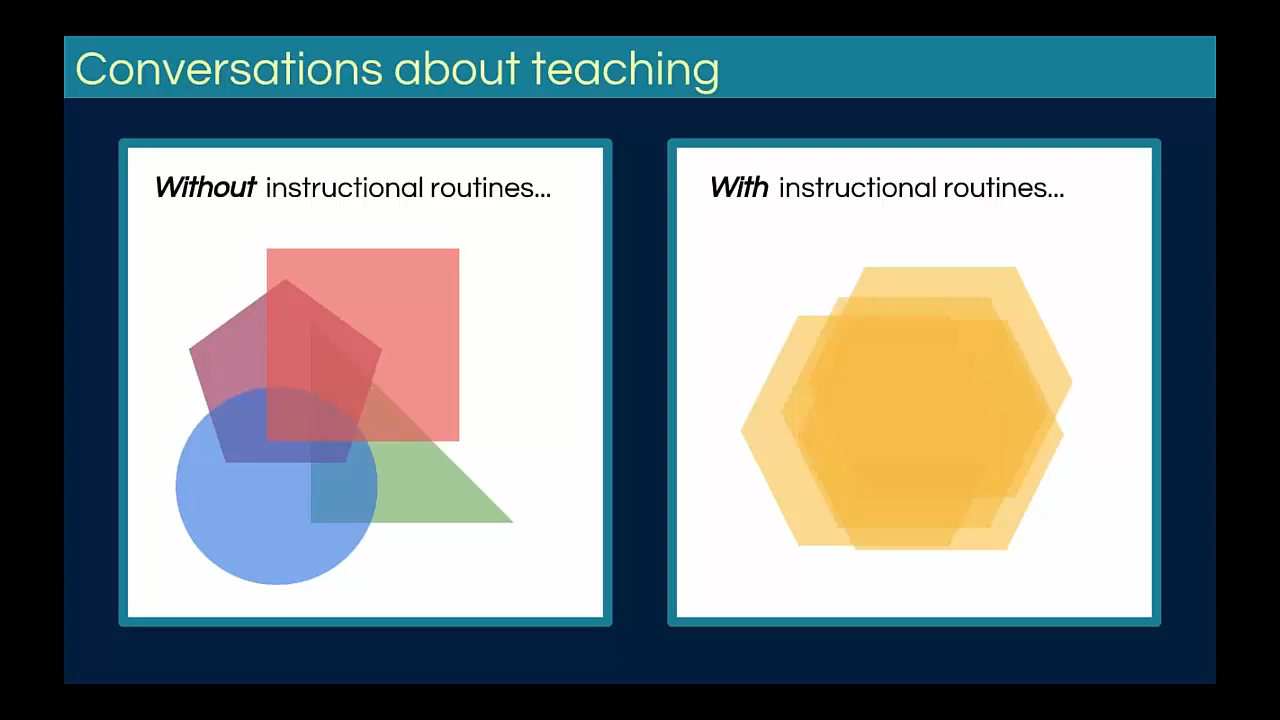 Conversations about teaching
Without instructional routines...
With instructional routines...